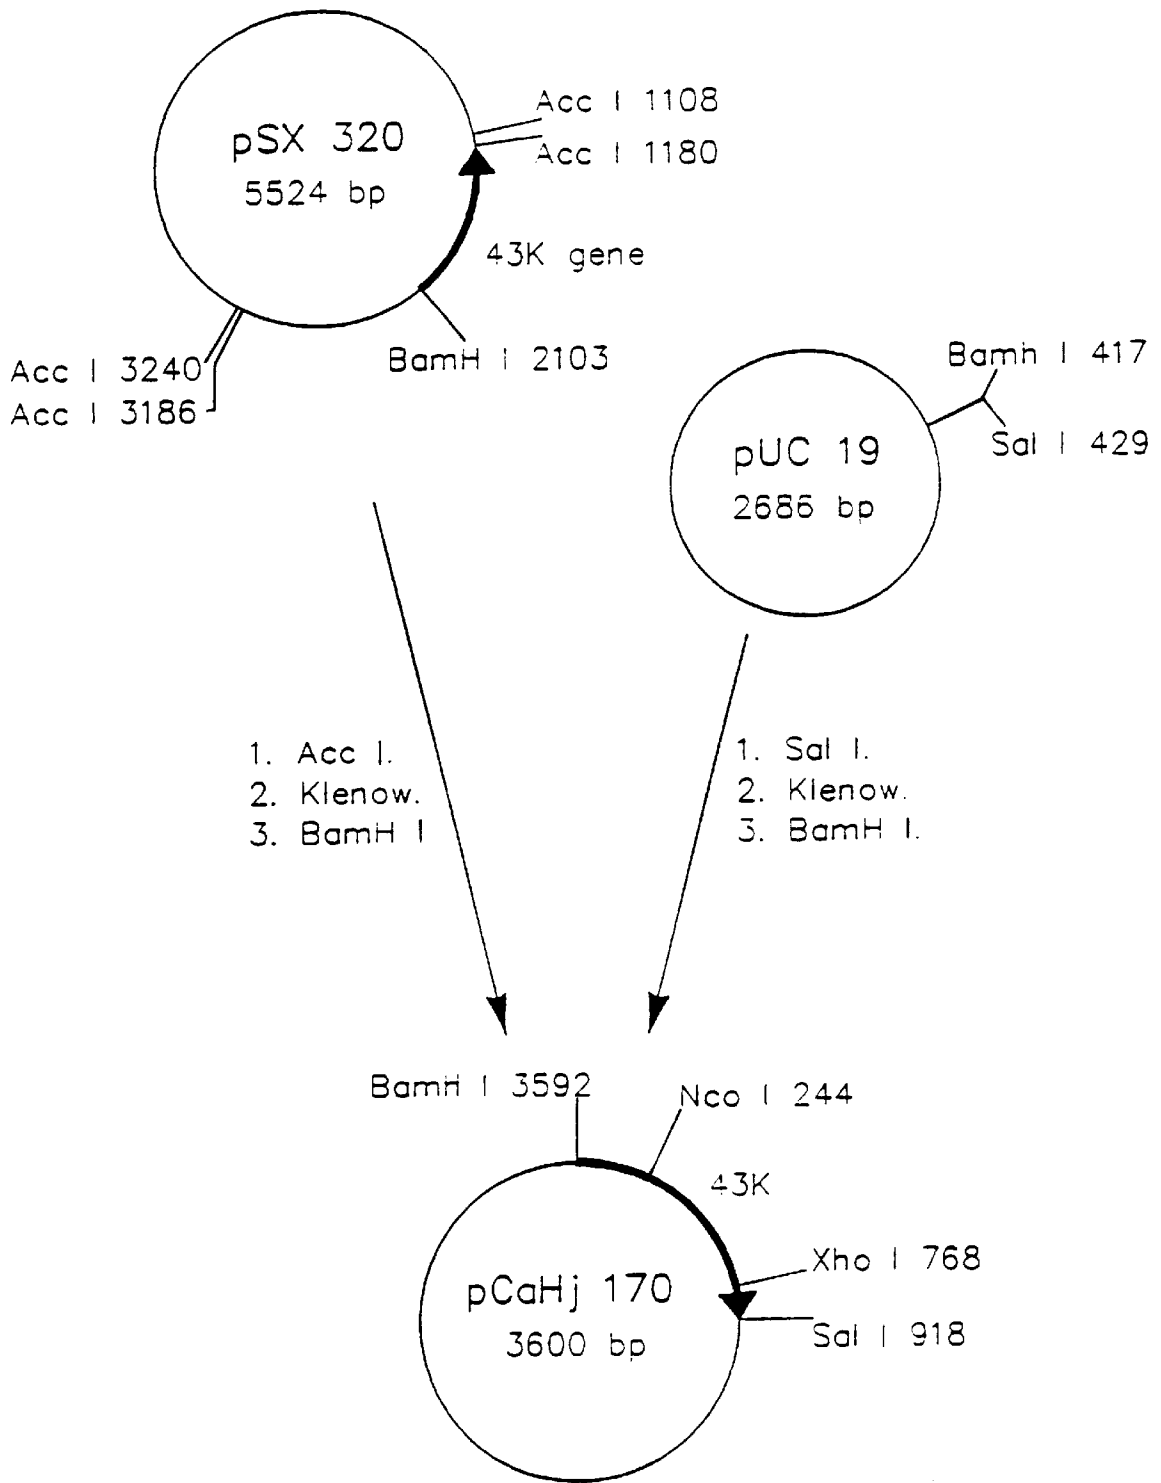 pSX 320
5524 bp
Acc I 1108
Acc I 1180
43K gene
BamH I 2103
Acc I 3240
Acc I 3186
pUC 19
2686 bp
Bamh I 417
Sal I 429
1. Acc I.
2. Klenow.
3. BamH I
1. Sal I.
2. Klenow.
3. BamH I.
BamH I 3592
Nco I 244
43K
Xho I 768
Sal I 918
pCaHj 170
3600 bp